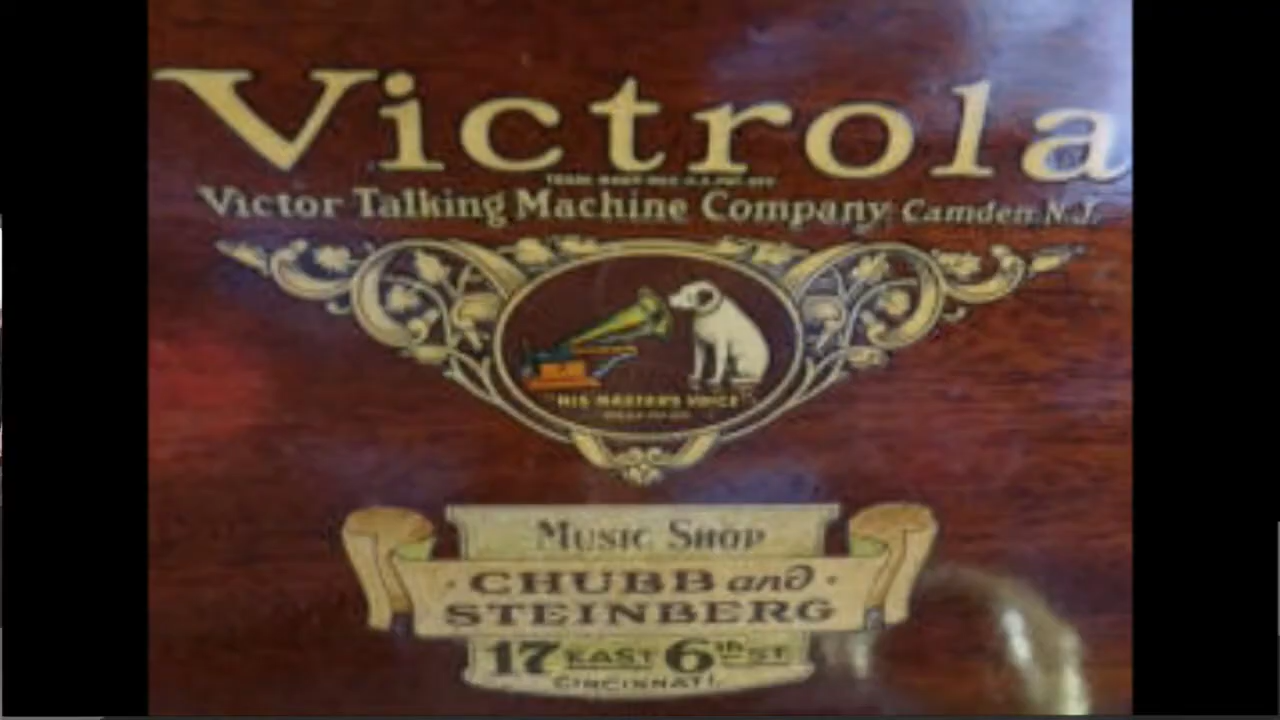 Victrola
Victor Talking Machine Company, Camden, N.J.
"HIS MASTER'S VOICE"
MUSIC SHOP
· CHUBB and ·
STEINBERG
17 EAST 6th ST
CINCINNATI.